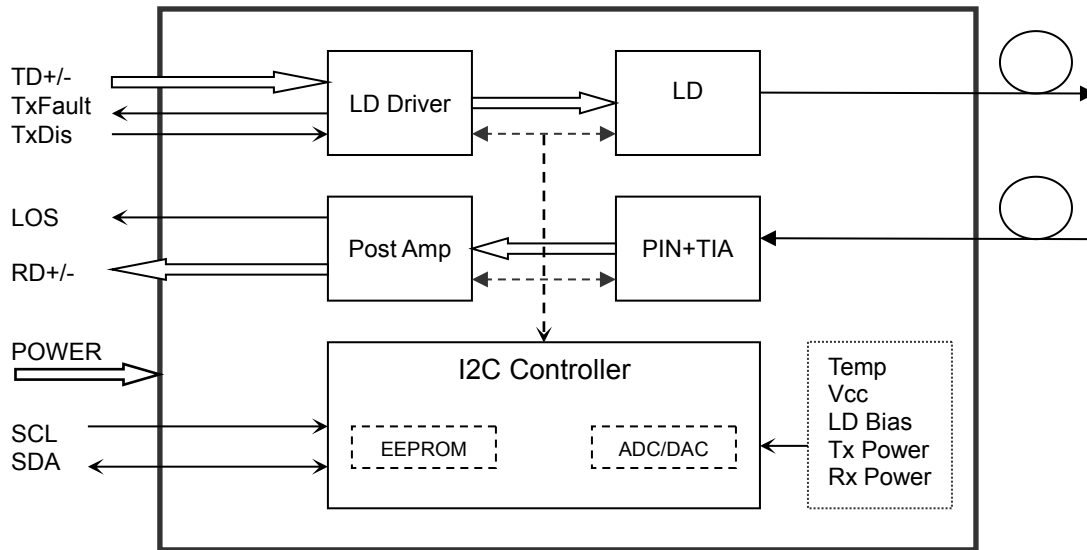 TD+/-
TxFault
TxDis
LD Driver
LD
LOS
RD+/-
Post Amp
PIN+TIA
POWER
SCL
SDA
I2C Controller
EEPROM
ADC/DAC
Temp
Vcc
LD Bias
Tx Power
Rx Power